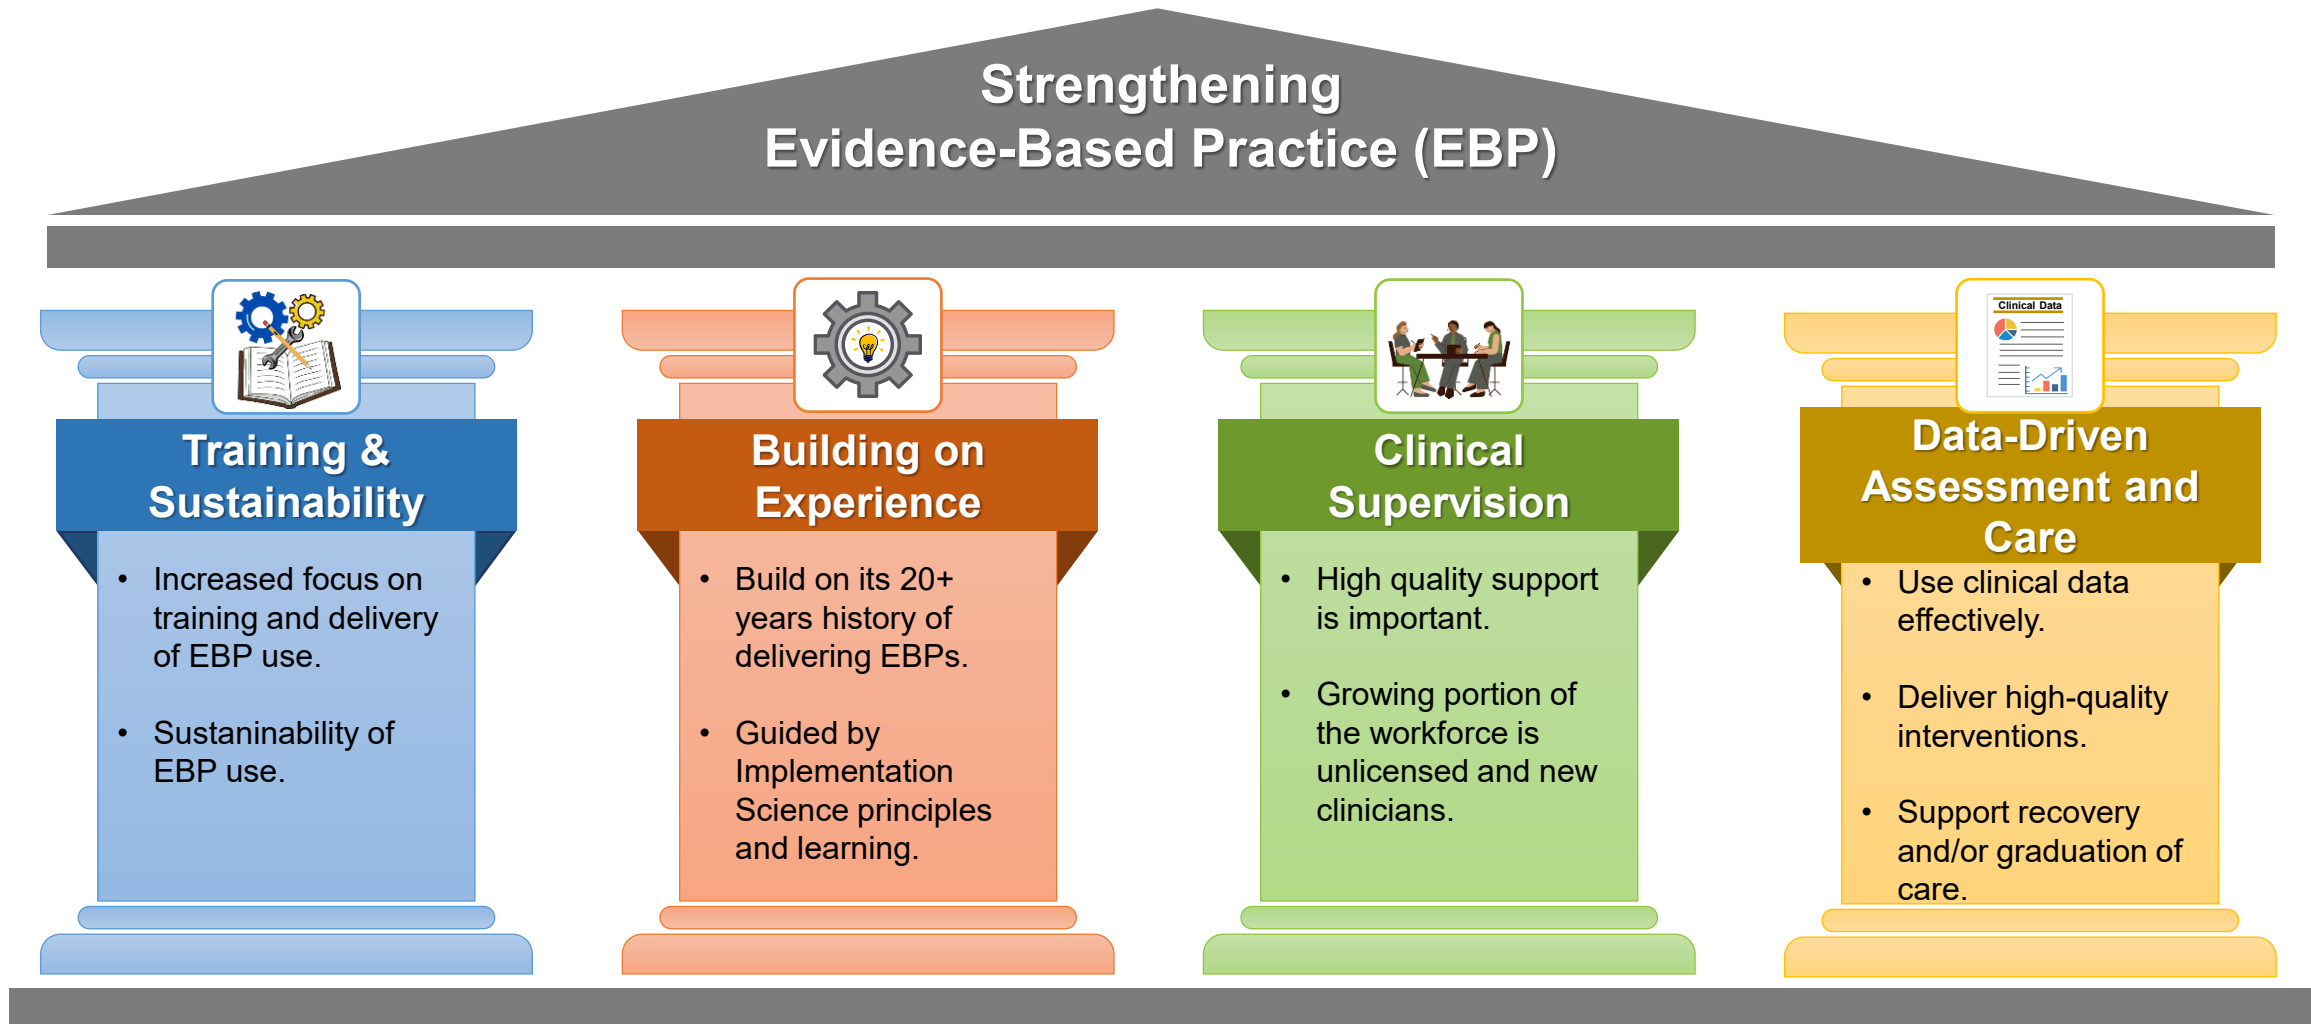 Strengthening
Evidence-Based Practice (EBP)
Training &
Sustainability
• Increased focus on
training and delivery
of EBP use.
• Sustaninability of
EBP use.
Building on
Experience
• Build on its 20+
years history of
delivering EBPs.
• Guided by
Implementation
Science principles
and learning.
Clinical
Supervision
• High quality support
is important.
• Growing portion of
the workforce is
unlicensed and new
clinicians.
Clinical Data
Data-Driven
Assessment and
Care
• Use clinical data
effectively.
• Deliver high-quality
interventions.
• Support recovery
and/or graduation of
care.